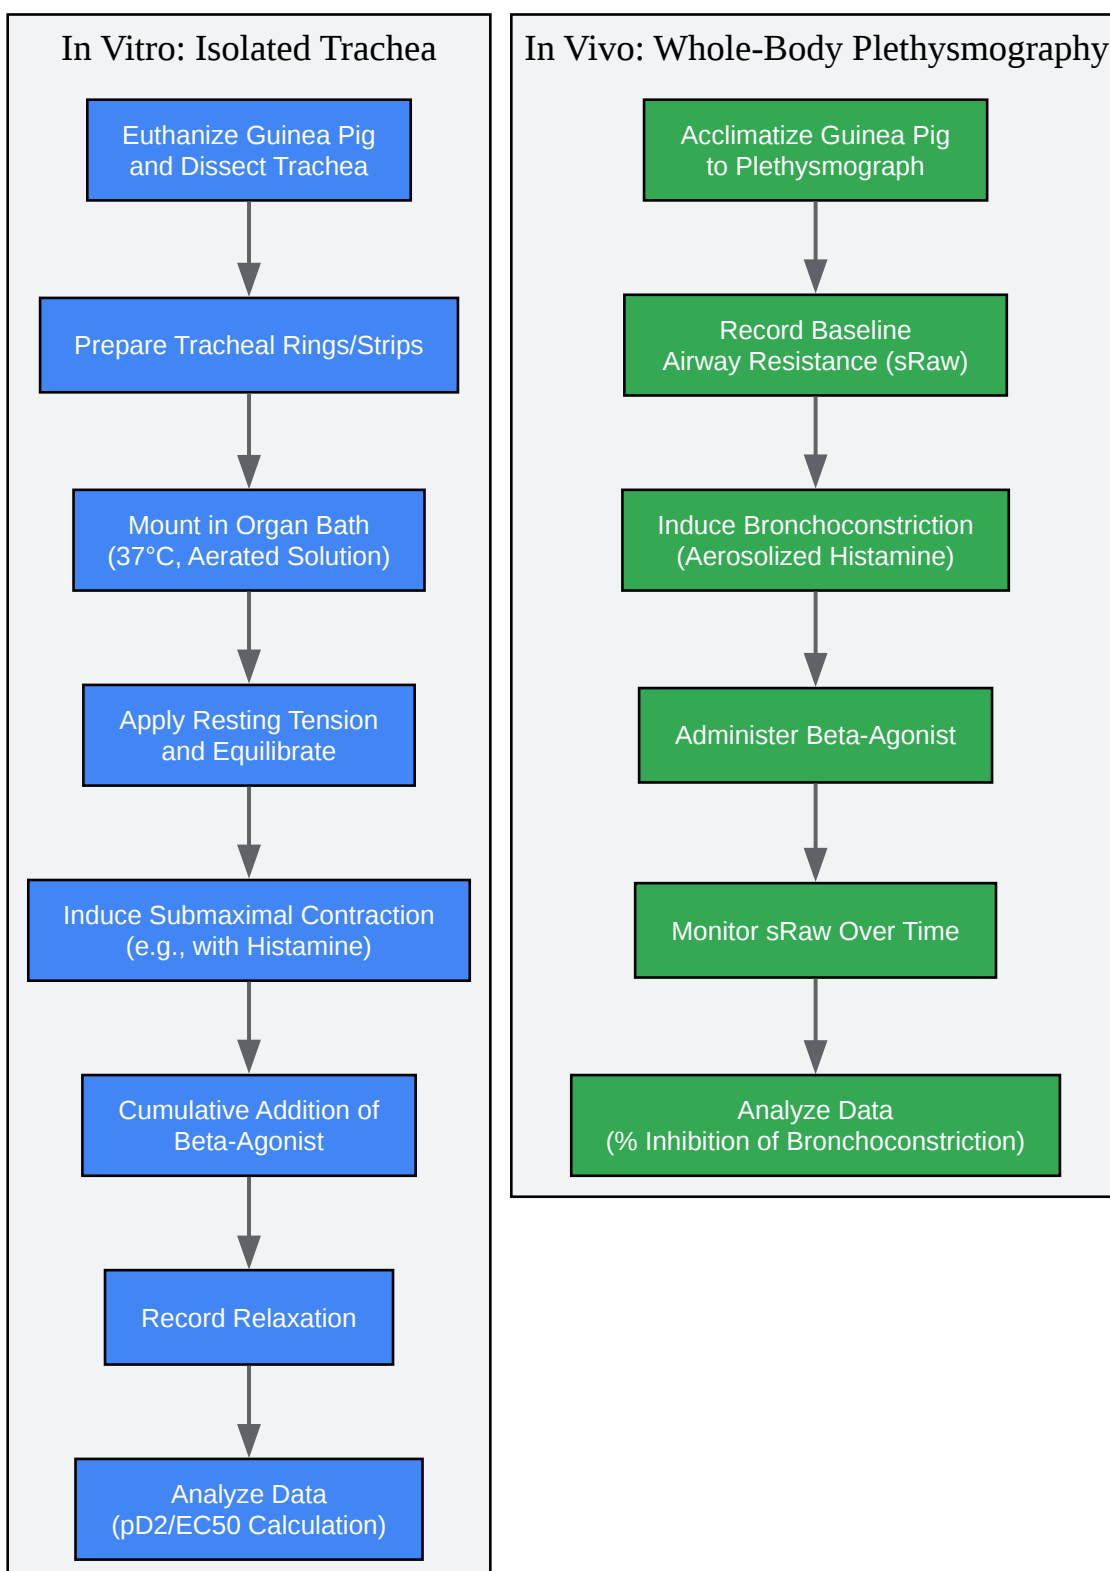 In Vitro: Isolated Trachea
Euthanize Guinea Pig
and Dissect Trachea
Prepare Tracheal Rings/Strips
Mount in Organ Bath
(37°C, Aerated Solution)
Apply Resting Tension
and Equilibrate
Induce Submaximal Contraction
(e.g., with Histamine)
Cumulative Addition of
Beta-Agonist
Record Relaxation
Analyze Data
(pD2/EC50 Calculation)
In Vivo: Whole-Body Plethysmography
Acclimatize Guinea Pig
to Plethysmograph
Record Baseline
Airway Resistance (sRaw)
Induce Bronchoconstriction
(Aerosolized Histamine)
Administer Beta-Agonist
Monitor sRaw Over Time
Analyze Data
(% Inhibition of Bronchoconstriction)